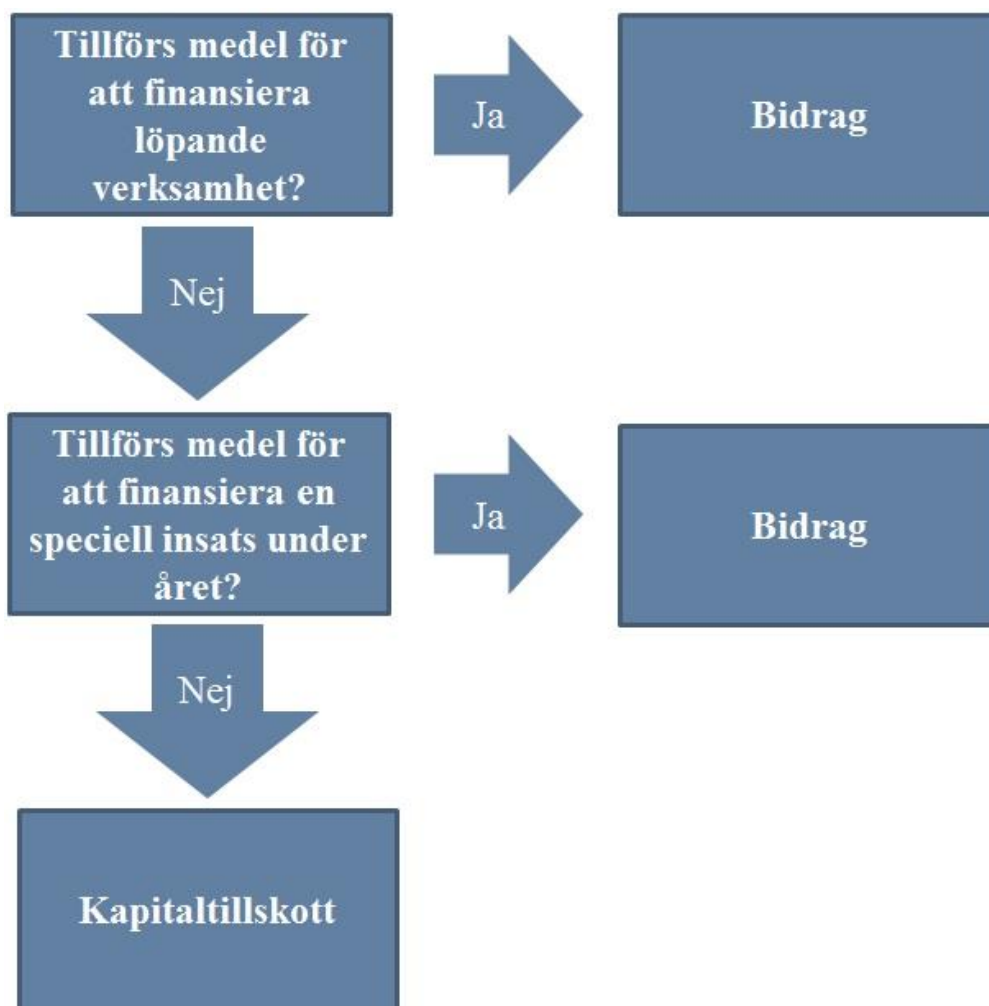 Tillförs medel för
att finansiera
löpande
verksamhet?
Ja
Bidrag
Nej
Tillförs medel för
att finansiera en
speciell insats under
året?
Ja
Bidrag
Nej
Kapitaltillskott